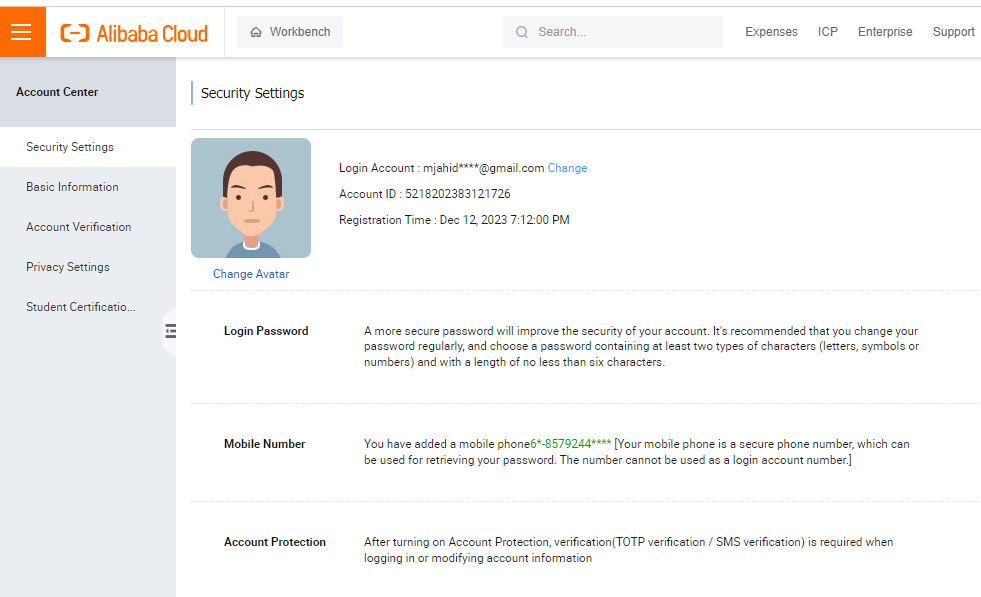 Alibaba Cloud
Workbench
Search...
Expenses
ICP
Enterprise
Support
Account Center
Security Settings
Basic Information
Account Verification
Privacy Settings
Student Certificatio...
Security Settings
Login Account : mjahid****@gmail.com Change
Account ID : 5218202383121726
Registration Time : Dec 12, 2023 7:12:00 PM
Change Avatar
Login Password
A more secure password will improve the security of your account. It's recommended that you change your
password regularly, and choose a password containing at least two types of characters (letters, symbols or
numbers) and with a length of no less than six characters.
Mobile Number
You have added a mobile phone6*-8579244**** [Your mobile phone is a secure phone number, which can
be used for retrieving your password. The number cannot be used as a login account number.]
Account Protection
After turning on Account Protection, verification(TOTP verification / SMS verification) is required when
logging in or modifying account information